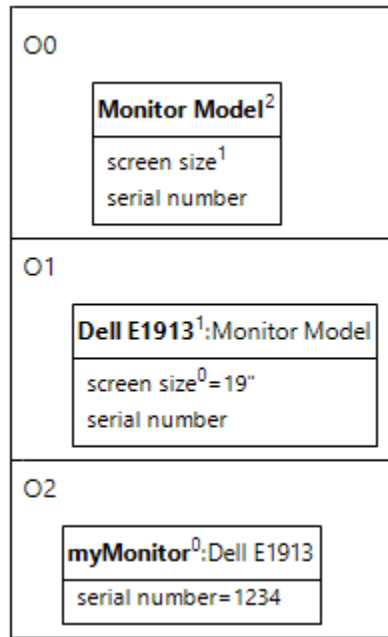 O0
Monitor Model²
screen size¹
serial number
O1
Dell E1913¹:Monitor Model
screen size⁰=19"
serial number
O2
myMonitor⁰:Dell E1913
serial number=1234